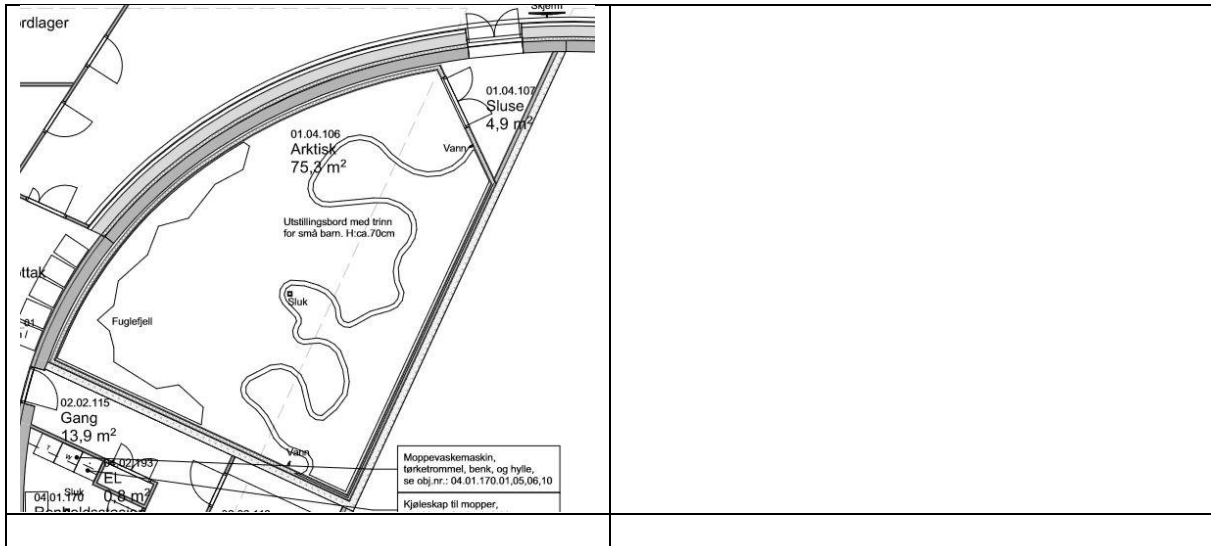 Skjerm
rdlager
01.04.107
Sluse
4,9 m²
01.04.106
Arktisk
75,3 m²
Vann
Utstillingsbord med trinn
for små barn. H:ca.70cm
ttak
Sluk
Fuglefjell
01
02.02.115
Gang
13,9 m²
Vann
Moppevaskemaskin,
tørketrommel, benk, og hylle,
se obj.nr.: 04.01.170.01,05,06,10
EL
0,8 m²
Sluk
04.01.170
Kjøleskap til mopper,